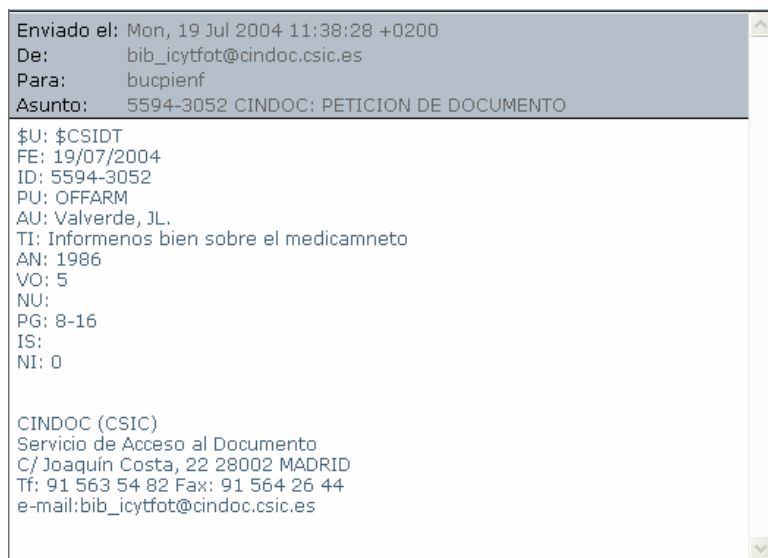 Enviado el: Mon, 19 Jul 2004 11:38:28 +0200
De: bib_icytfot@cindoc.csic.es
Para: bucpienf
Asunto: 5594-3052 CINDOC: PETICION DE DOCUMENTO
$U: $CSIDT
FE: 19/07/2004
ID: 5594-3052
PU: OFFARM
AU: Valverde, JL.
TI: Informenos bien sobre el medicamneto
AN: 1986
VO: 5
NU:
PG: 8-16
IS:
NI: 0
CINDOC (CSIC)
Servicio de Acceso al Documento
C/ Joaquín Costa, 22 28002 MADRID
Tf: 91 563 54 82 Fax: 91 564 26 44
e-mail:bib_icytfot@cindoc.csic.es